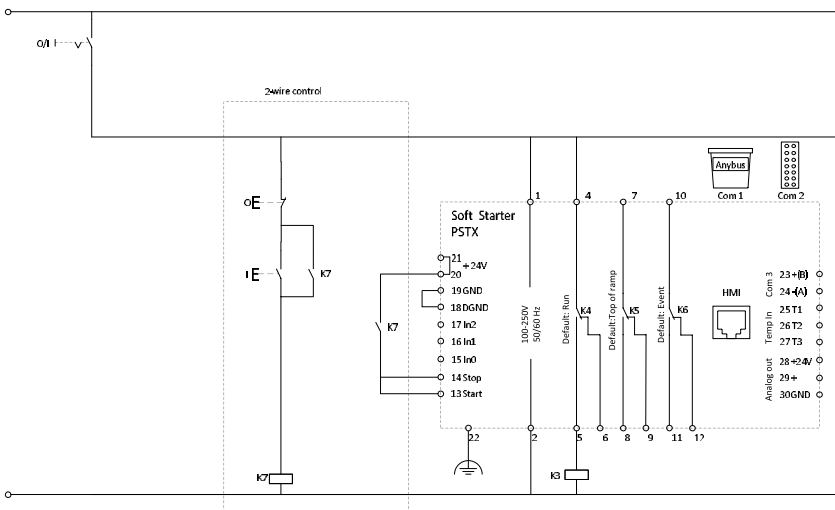 O/I
2-wire control
Anybus
Com 1
Com 2
1
4
7
10
O
I
K7
K7
Soft Starter
PSTX
21
+24V
20
19 GND
18 DGND
17 In2
16 In1
15 In0
14 Stop
13 Start
K7
100-250V
50/60 Hz
Default: Run
K4
Default:Top of ramp
K5
Default: Event
K6
HMI
Com 3
23 +(B)
24 -(A)
Temp In
25 T1
26 T2
27 T3
Analog out
28 +24V
29 +
30 GND
22
2
5
6
8
9
11
12
K3